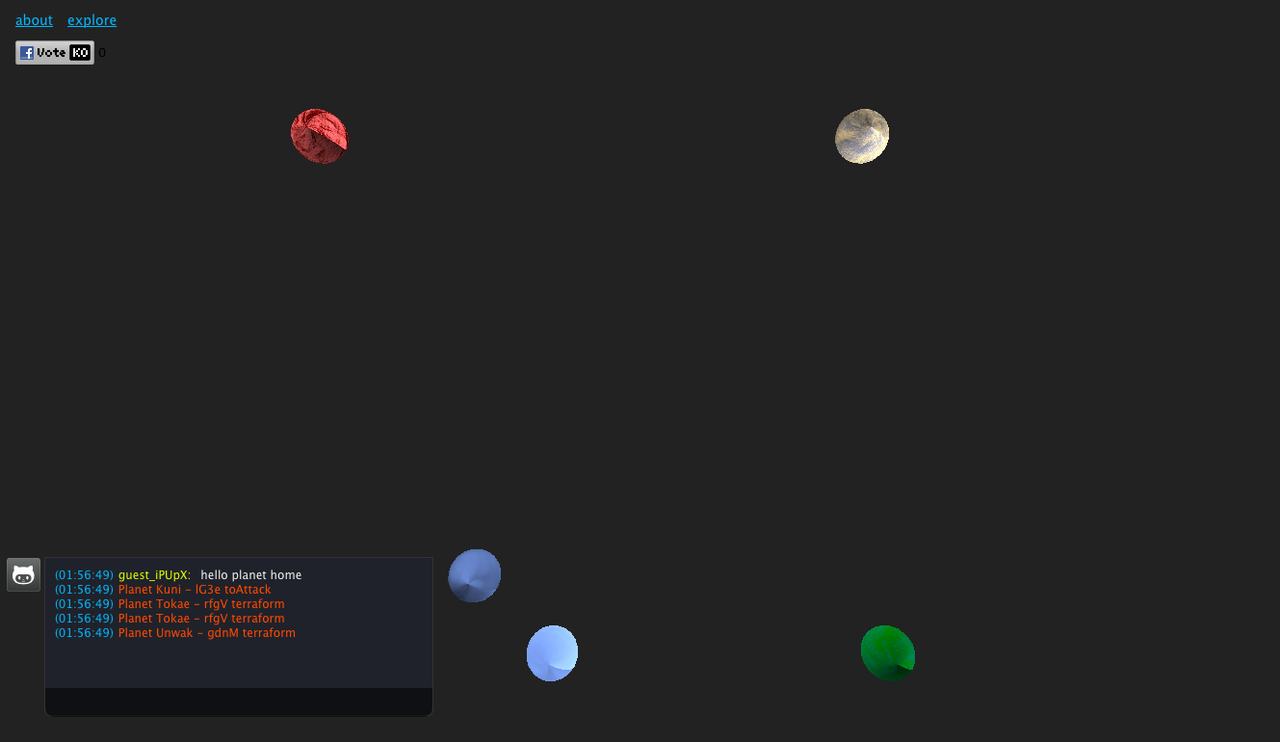 about explore
Vote KO 0
(01:56:49) guest_iPUpX: hello planet home
(01:56:49) Planet Kuni - lG3e toAttack
(01:56:49) Planet Tokae - rfgV terraform
(01:56:49) Planet Tokae - rfgV terraform
(01:56:49) Planet Unwak - gdnM terraform